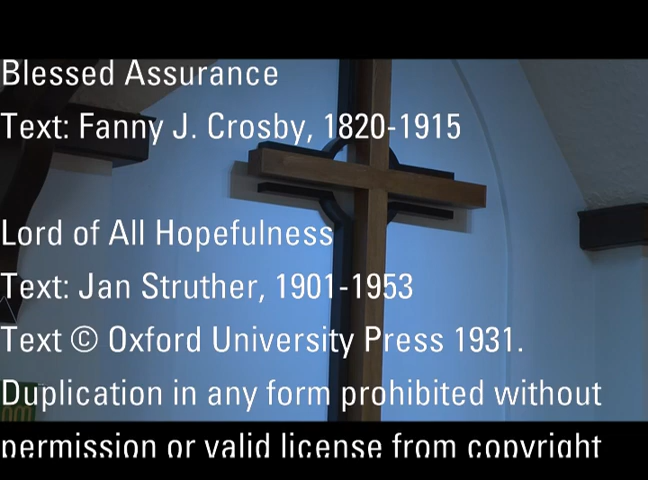 Blessed Assurance
Text: Fanny J. Crosby, 1820-1915
Lord of All Hopefulness
Text: Jan Struther, 1901-1953
Text © Oxford University Press 1931.
Duplication in any form prohibited without
permission or valid license from copyright